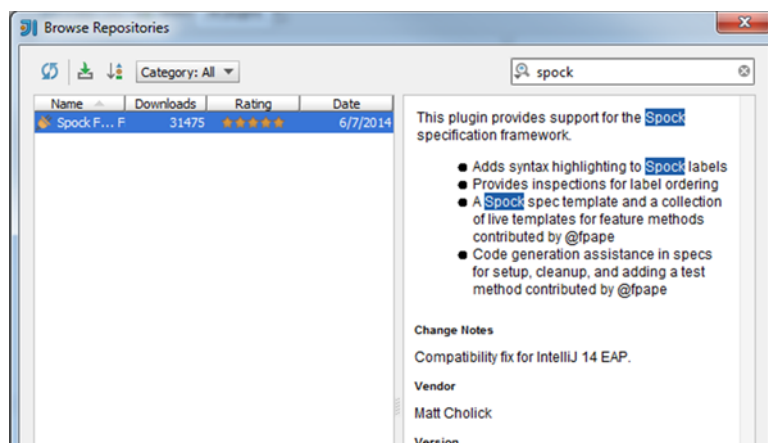 Browse Repositories
Category: All
spock
Name Downloads Rating Date
Spock F... F 31475 6/7/2014
This plugin provides support for the Spock
specification framework.
Adds syntax highlighting to Spock labels
Provides inspections for label ordering
A Spock spec template and a collection
of live templates for feature methods
contributed by @fpape
Code generation assistance in specs
for setup, cleanup, and adding a test
method contributed by @fpape
Change Notes
Compatibility fix for IntelliJ 14 EAP.
Vendor
Matt Cholick
Version